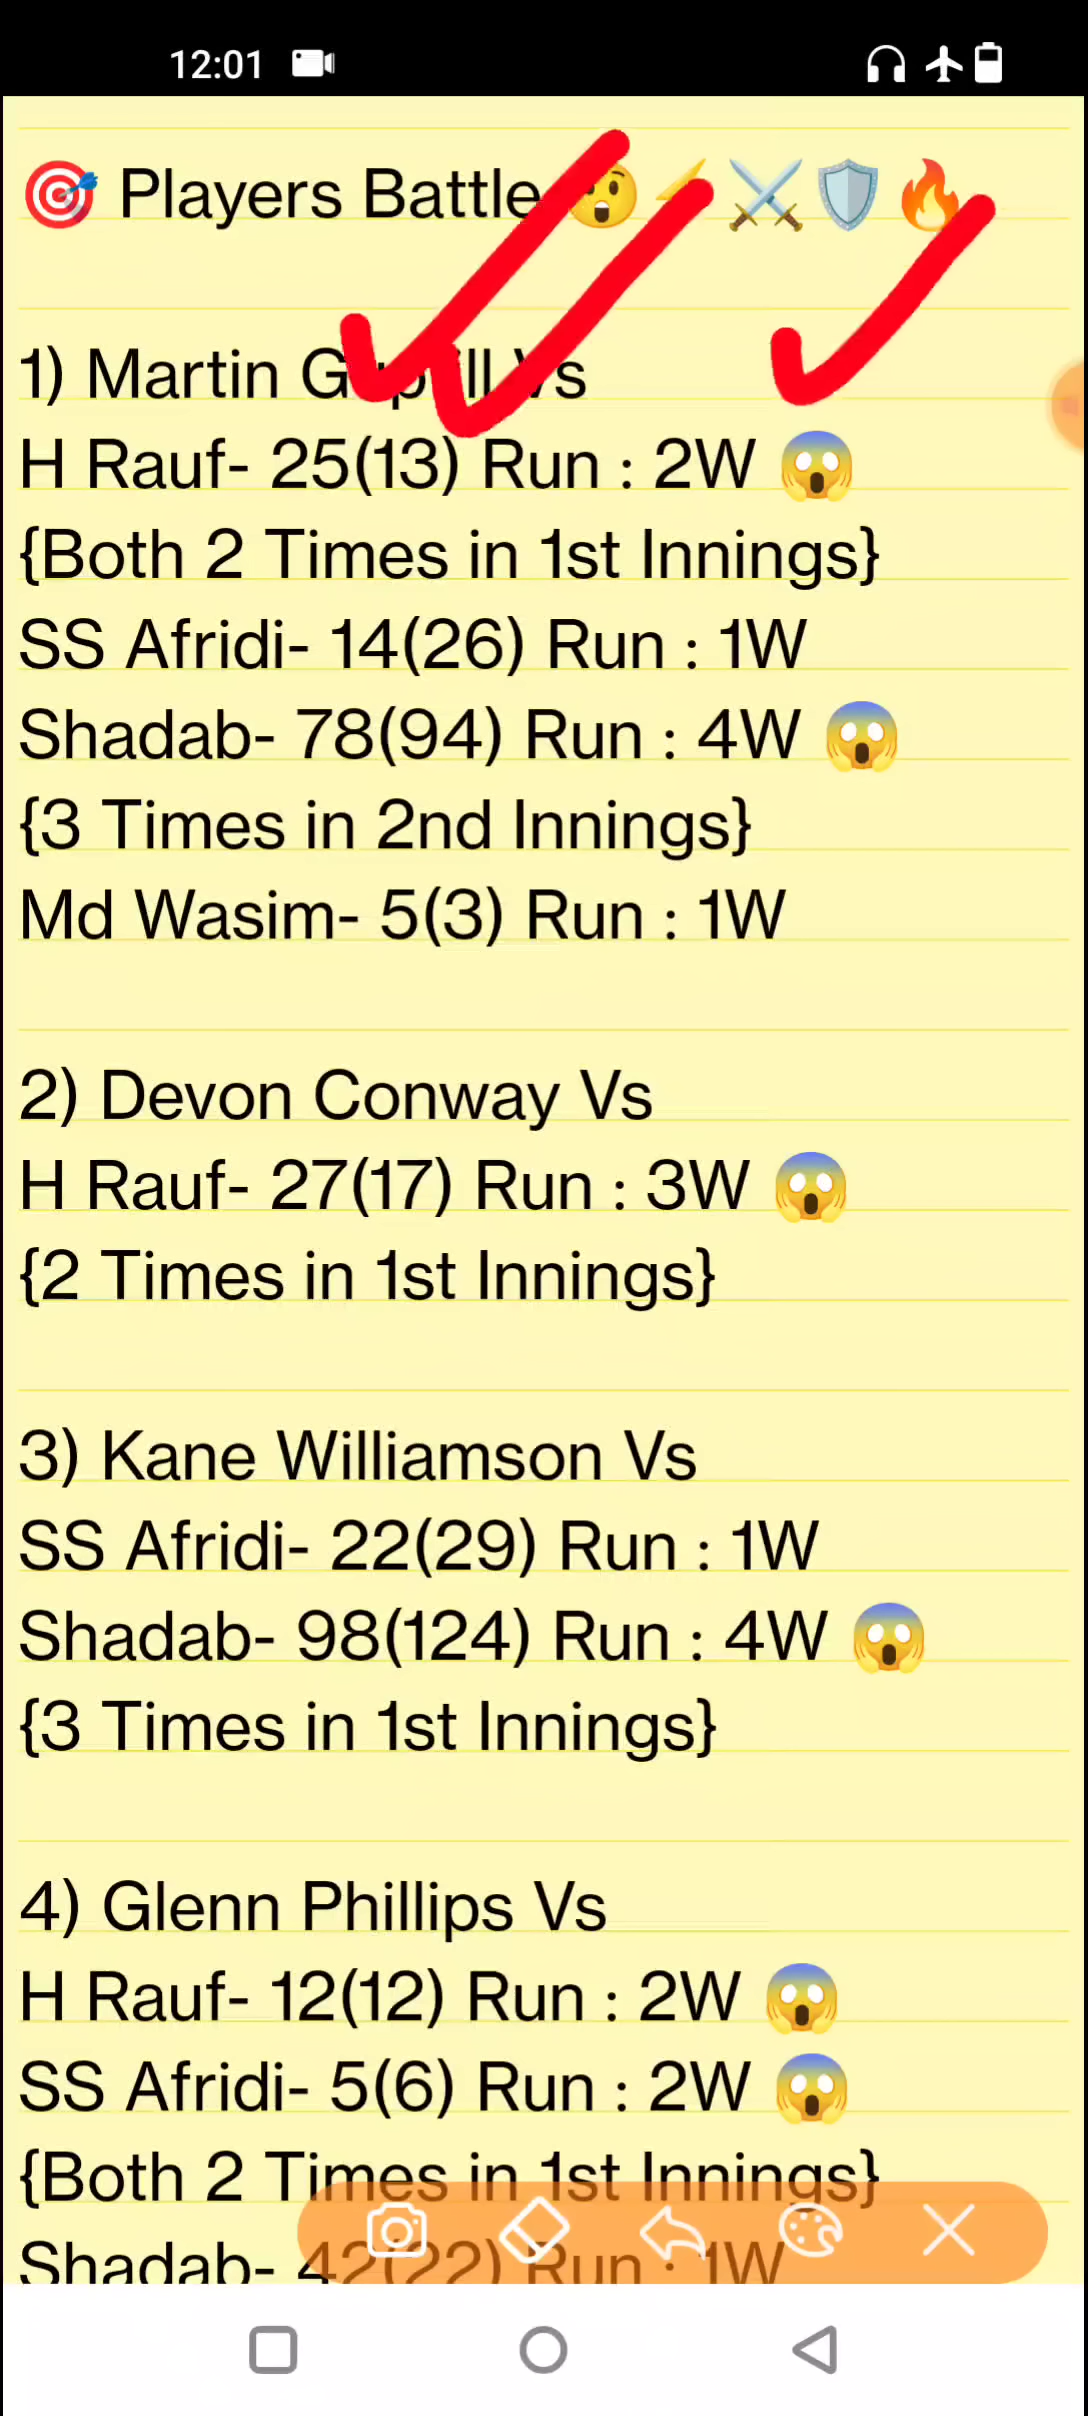 12:01
🎯 Players Battle 😲⚡⚔️🛡️🔥
1) Martin Vs
H Rauf- 25(13) Run : 2W 😱
{Both 2 Times in 1st Innings}
SS Afridi- 14(26) Run : 1W
Shadab- 78(94) Run : 4W 😱
{3 Times in 2nd Innings}
Md Wasim- 5(3) Run : 1W
2) Devon Conway Vs
H Rauf- 27(17) Run : 3W 😱
{2 Times in 1st Innings}
3) Kane Williamson Vs
SS Afridi- 22(29) Run : 1W
Shadab- 98(124) Run : 4W 😱
{3 Times in 1st Innings}
4) Glenn Phillips Vs
H Rauf- 12(12) Run : 2W 😱
SS Afridi- 5(6) Run : 2W 😱
{Both 2 Times in 1st Innings}
Shadab- 42(22) Run : 1W